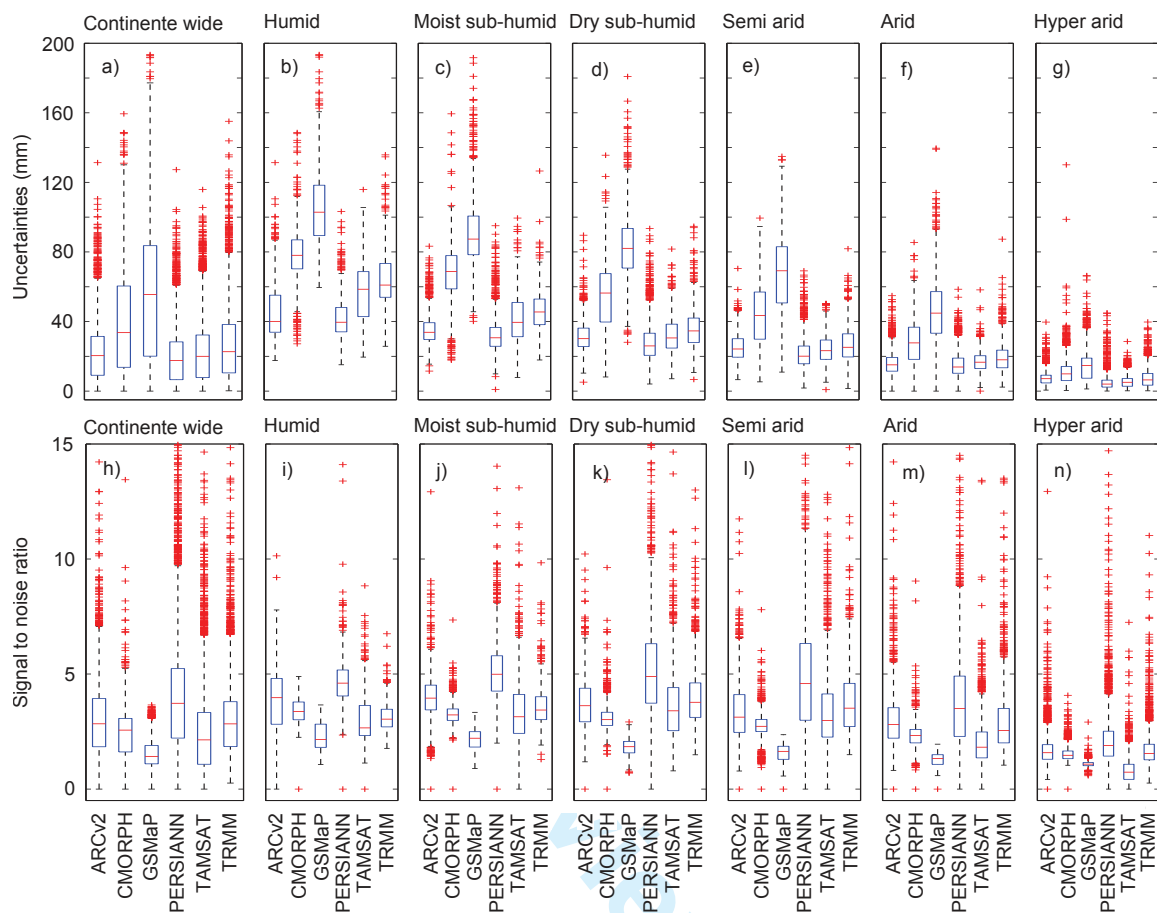 Continente wide Humid Moist sub-humid Dry sub-humid Semi arid Arid Hyper arid
200
160
120
80
40
0
Uncertainties (mm)
a) b) c) d) e) f) g)
Continente wide Humid Moist sub-humid Dry sub-humid Semi arid Arid Hyper arid
15
10
5
0
Signal to noise ratio
h) i) j) k) l) m) n)
ARCv2 CMORPH GSMaP PERSIANN TAMSAT TRMM
ARCv2 CMORPH GSMaP PERSIANN TAMSAT TRMM
ARCv2 CMORPH GSMaP PERSIANN TAMSAT TRMM
ARCv2 CMORPH GSMaP PERSIANN TAMSAT TRMM
ARCv2 CMORPH GSMaP PERSIANN TAMSAT TRMM
ARCv2 CMORPH GSMaP PERSIANN TAMSAT TRMM
ARCv2 CMORPH GSMaP PERSIANN TAMSAT TRMM